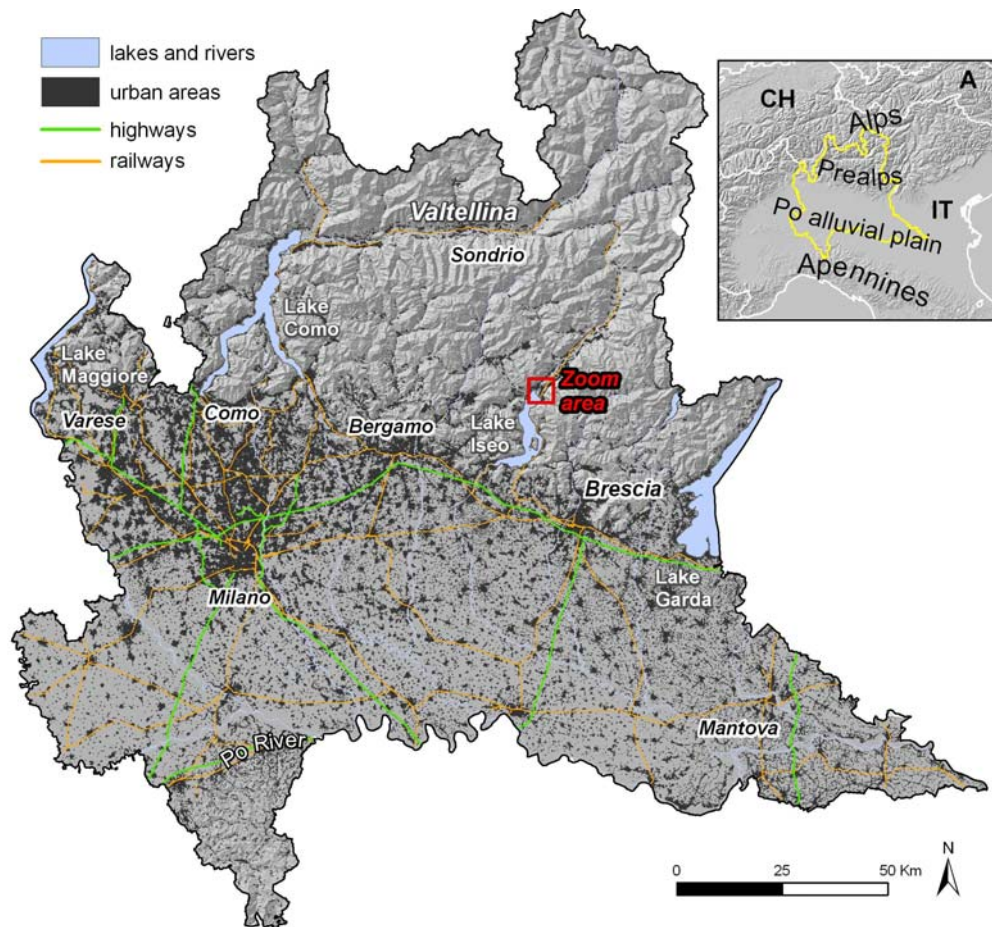 lakes and rivers
urban areas
highways
railways
A
CH
Alps
Prealps
IT
Po alluvial plain
Apennines
Valtellina
Sondrio
Lake
Como
Lake
Maggiore
Zoom
area
Varese
Como
Bergamo
Lake
Iseo
Brescia
Lake
Garda
Milano
Mantova
Po River
N
0 25 50 Km